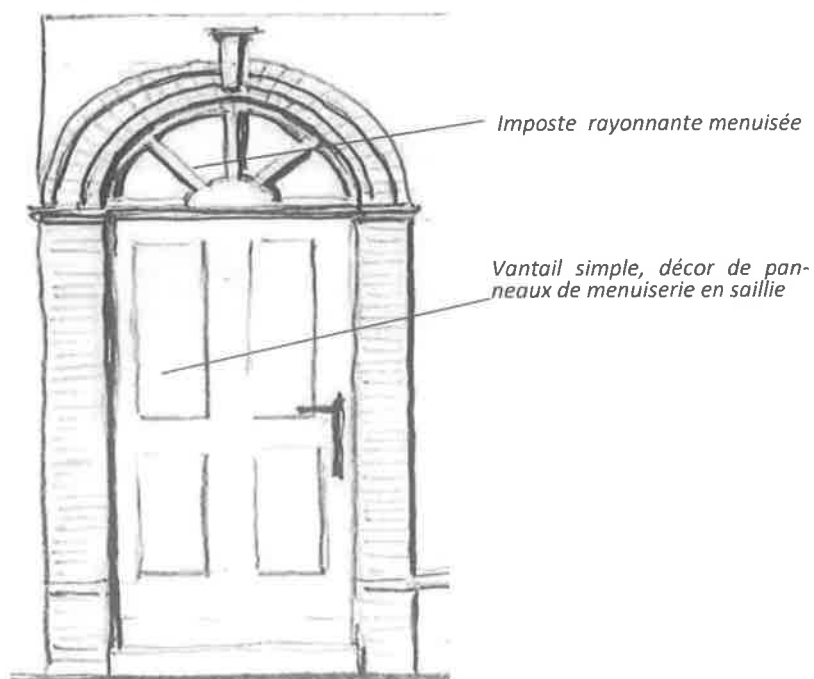 Imposte rayonnante menuisée
Vantail simple, décor de pan-
neaux de menuiserie en saillie